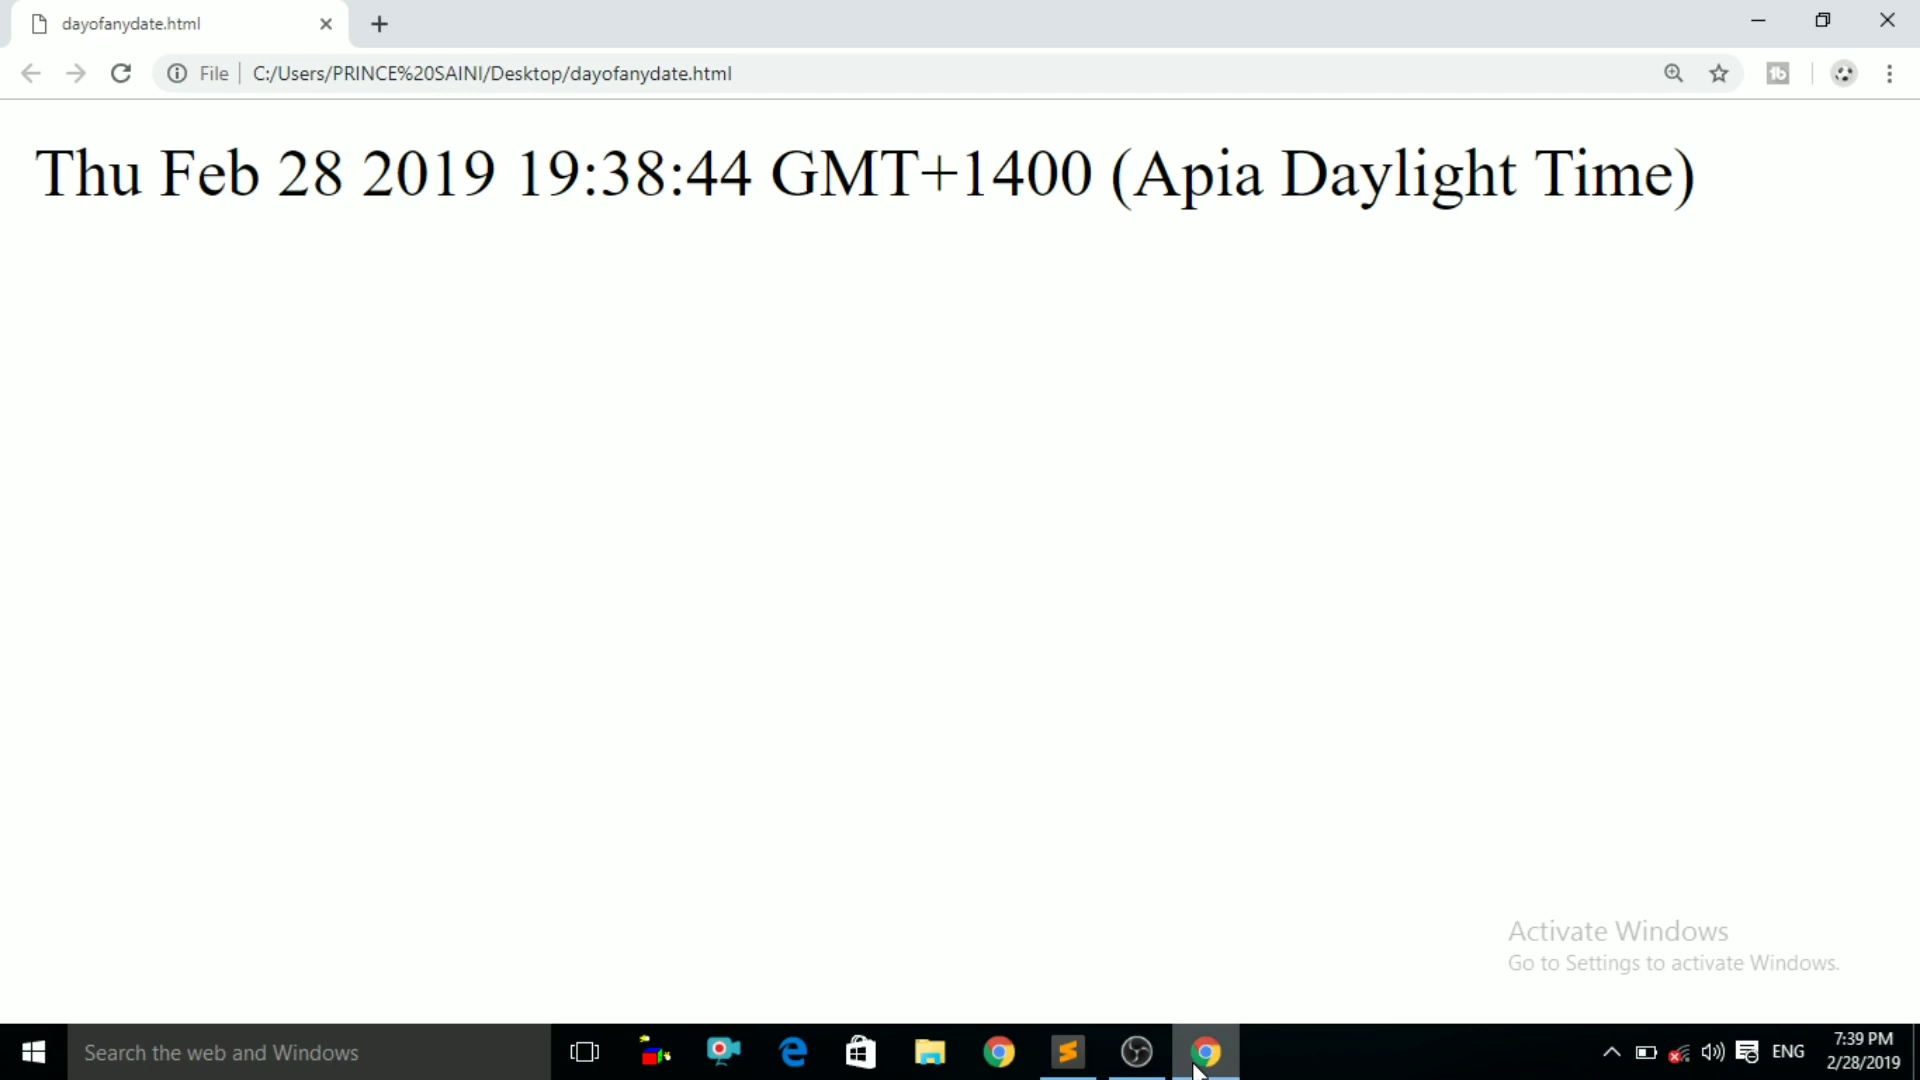 dayofanydate.html
File
C:/Users/PRINCE%20SAINI/Desktop/dayofanydate.html
Thu Feb 28 2019 19:38:44 GMT+1400 (Apia Daylight Time)
Activate Windows
Go to Settings to activate Windows.
Search the web and Windows
ENG
7:39 PM
2/28/2019